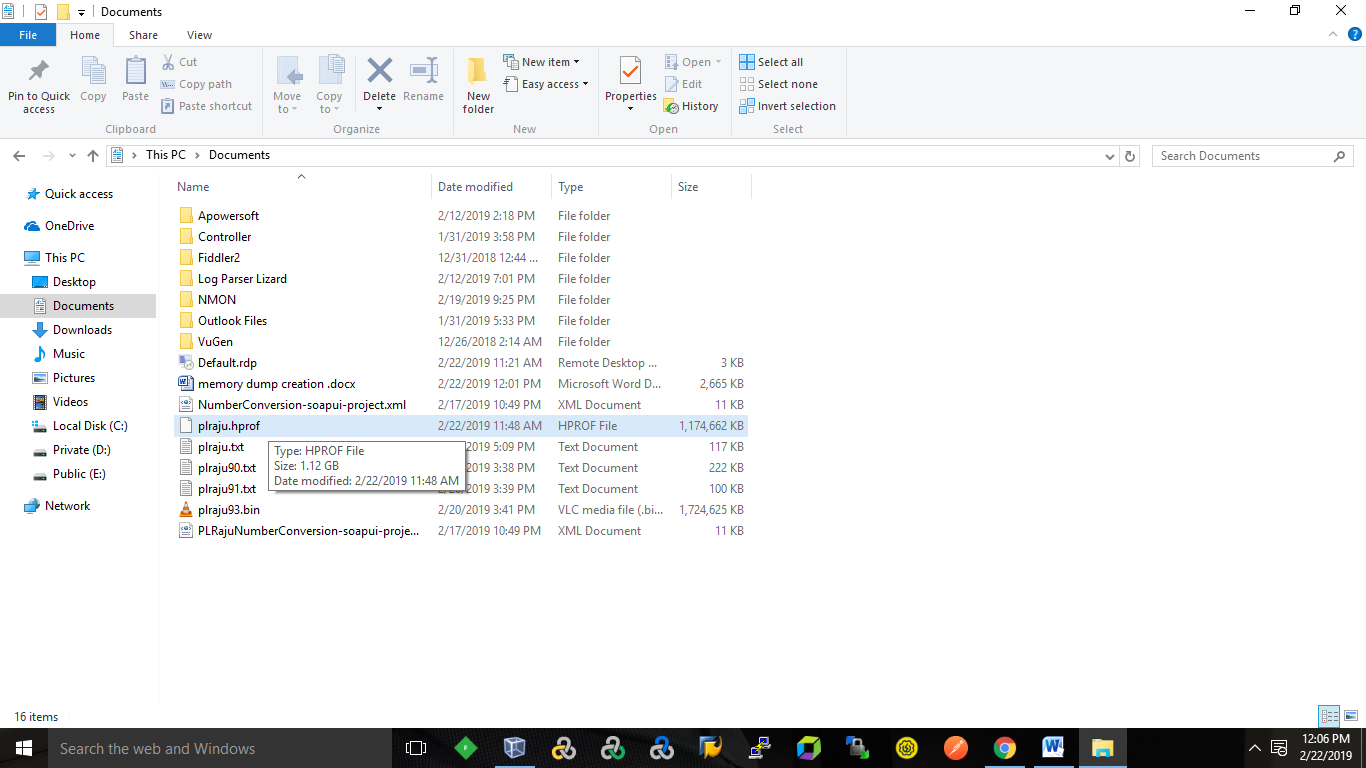 Documents
File Home Share View
Pin to Quick access
Copy
Paste
Cut
Copy path
Paste shortcut
Clipboard
Move to
Copy to
Delete
Rename
Organize
New folder
New item
Easy access
New
Properties
Open
Edit
History
Open
Select all
Select none
Invert selection
Select
This PC Documents
Search Documents
Quick access
OneDrive
This PC
Desktop
Documents
Downloads
Music
Pictures
Videos
Local Disk (C:)
Private (D:)
Public (E:)
Network
Name Date modified Type Size
Apowersoft 2/12/2019 2:18 PM File folder
Controller 1/31/2019 3:58 PM File folder
Fiddler2 12/31/2018 12:44 ... File folder
Log Parser Lizard 2/12/2019 7:01 PM File folder
NMON 2/19/2019 9:25 PM File folder
Outlook Files 1/31/2019 5:33 PM File folder
VuGen 12/26/2018 2:14 AM File folder
Default.rdp 2/22/2019 11:21 AM Remote Desktop ... 3 KB
memory dump creation .docx 2/22/2019 12:01 PM Microsoft Word D... 2,665 KB
NumberConversion-soapui-project.xml 2/17/2019 10:49 PM XML Document 11 KB
plraju.hprof 2/22/2019 11:48 AM HPROF File 1,174,662 KB
plraju.txt 2019 5:09 PM Text Document 117 KB
plraju90.txt 2019 3:38 PM Text Document 222 KB
plraju91.txt 2019 3:39 PM Text Document 100 KB
plraju93.bin 2/20/2019 3:41 PM VLC media file (.bi... 1,724,625 KB
PLRajuNumberConversion-soapui-proje... 2/17/2019 10:49 PM XML Document 11 KB
Type: HPROF File
Size: 1.12 GB
Date modified: 2/22/2019 11:48 AM
16 items
Search the web and Windows
12:06 PM
2/22/2019